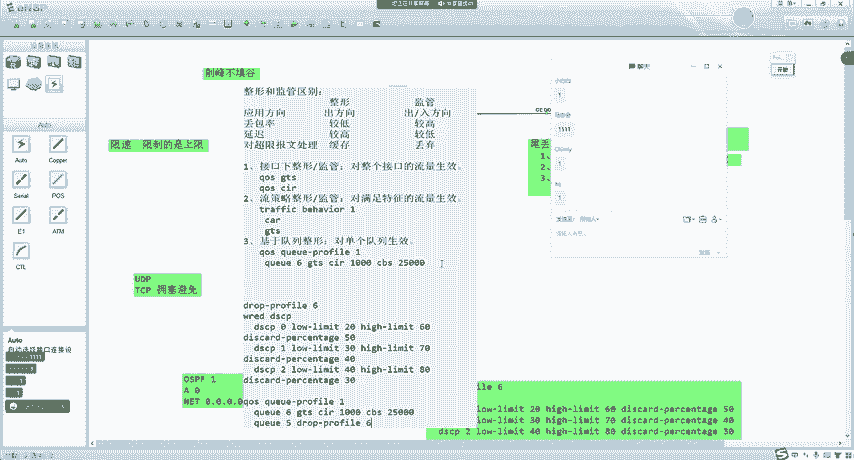 eNSP
削峰不填谷
整形和监管区别:
整形 监管
应用方向 出方向 出/入方向
丢包率 较低 较高
延迟 较高 较低
对超限报文处理 缓存 丢弃
限速 限制的是上限
1、接口下整形/监管: 对整个接口的流量生效。
qos gts
qos cir
2、流策略整形/监管: 对满足特征的流量生效。
traffic behavior 1
car
gts
3、基于队列整形: 对单个队列生效。
qos queue-profile 1
queue 6 gts cir 1000 cbs 25000
UDP
TCP 拥塞避免
drop-profile 6
wred dscp
dscp 0 low-limit 20 high-limit 60
discard-percentage 50
dscp 1 low-limit 30 high-limit 70
discard-percentage 40
dscp 2 low-limit 40 high-limit 80
discard-percentage 30
qos queue-profile 1
queue 6 gts cir 1000 cbs 25000
queue 5 drop-profile 6
OSPF 1
A 0
NET 0.0.0.0
file 6
low-limit 20 high-limit 60 discard-percentage 50
low-limit 30 high-limit 70 discard-percentage 40
dscp 2 low-limit 40 high-limit 80 discard-percentage 30
尾丢
1、
2、
3、
Auto
Auto
Copper
Serial
POS
E1
ATM
CTL
Auto
1111